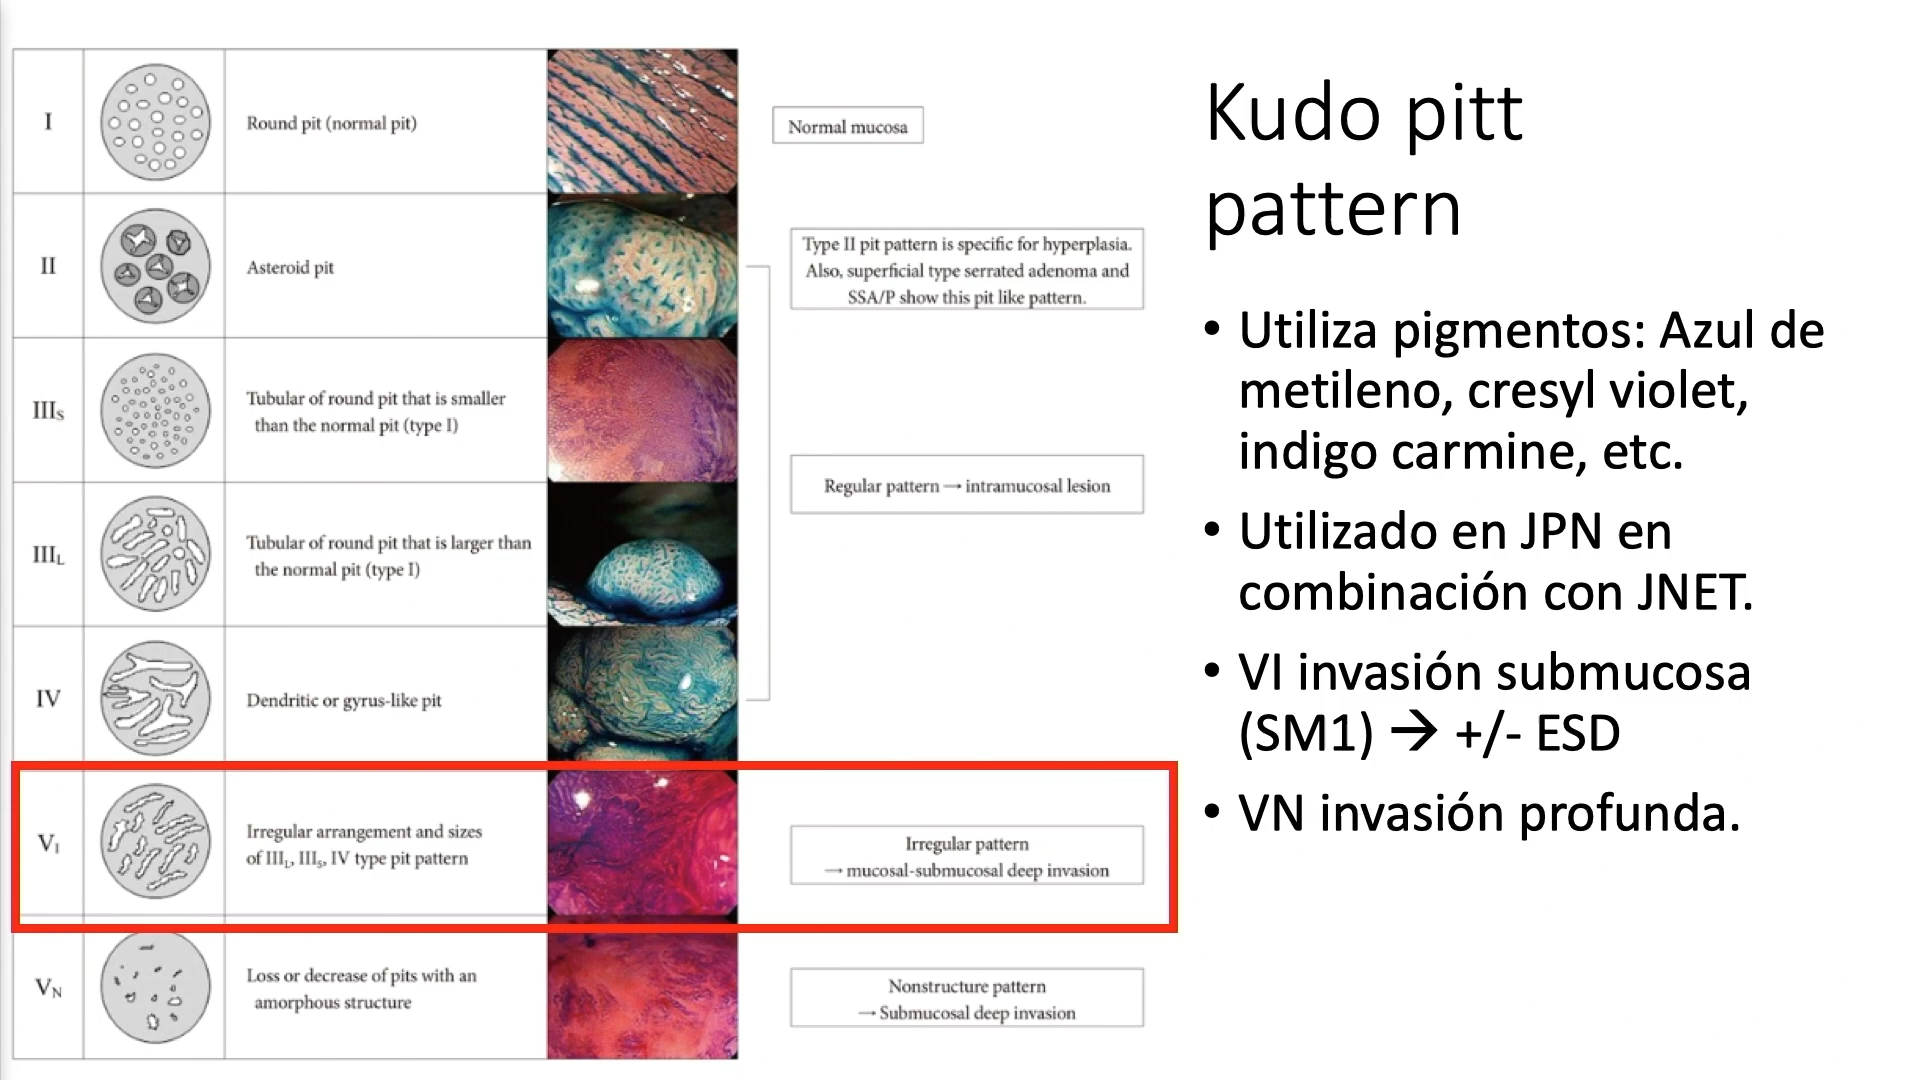 I
Round pit (normal pit)
Normal mucosa
II
Asteroid pit
Type II pit pattern is specific for hyperplasia.
Also, superficial type serrated adenoma and
SSA/P show this pit like pattern.
IIIS
Tubular of round pit that is smaller
than the normal pit (type I)
Regular pattern → intramucosal lesion
IIIL
Tubular of round pit that is larger than
the normal pit (type I)
IV
Dendritic or gyrus-like pit
VI
Irregular arrangement and sizes
of IIIL, IIIS, IV type pit pattern
Irregular pattern
→ mucosal-submucosal deep invasion
VN
Loss or decrease of pits with an
amorphous structure
Nonstructure pattern
→ Submucosal deep invasion
Kudo pitt
pattern
• Utiliza pigmentos: Azul de
metileno, cresyl violet,
indigo carmine, etc.
• Utilizado en JPN en
combinación con JNET.
• VI invasión submucosa
(SM1) → +/- ESD
• VN invasión profunda.